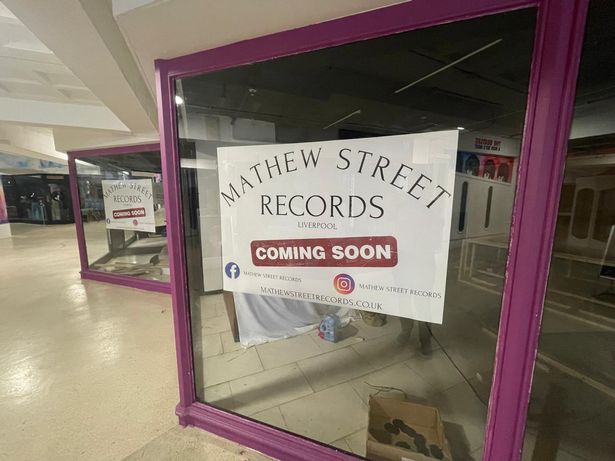 MATHEW STREET
RECORDS
LIVERPOOL
COMING SOON
MATHEW STREET RECORDS
MATHEW STREET RECORDS
MATHEWSTREETRECORDS.CO.UK
MATHEW STREET
RECORDS
COMING SOON